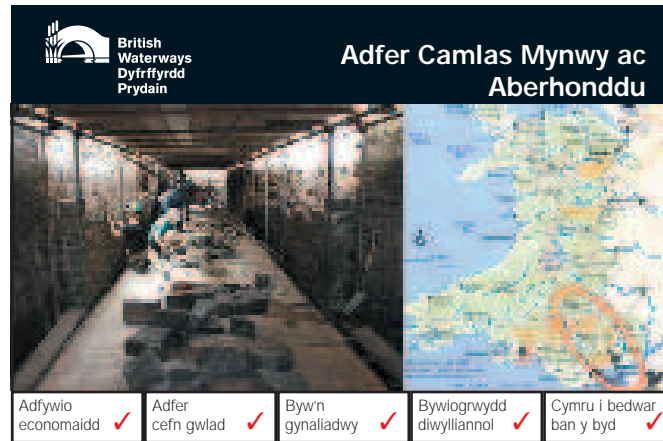 British
Waterways
Dyfrffyrdd
Prydain
Adfer Camlas Mynwy ac
Aberhonddu
Adfywio
economaidd
Adfer
cefn gwlad
Byw'n
gynaliadwy
Bywiogrwydd
diwylliannol
Cymru i bedwar
ban y byd